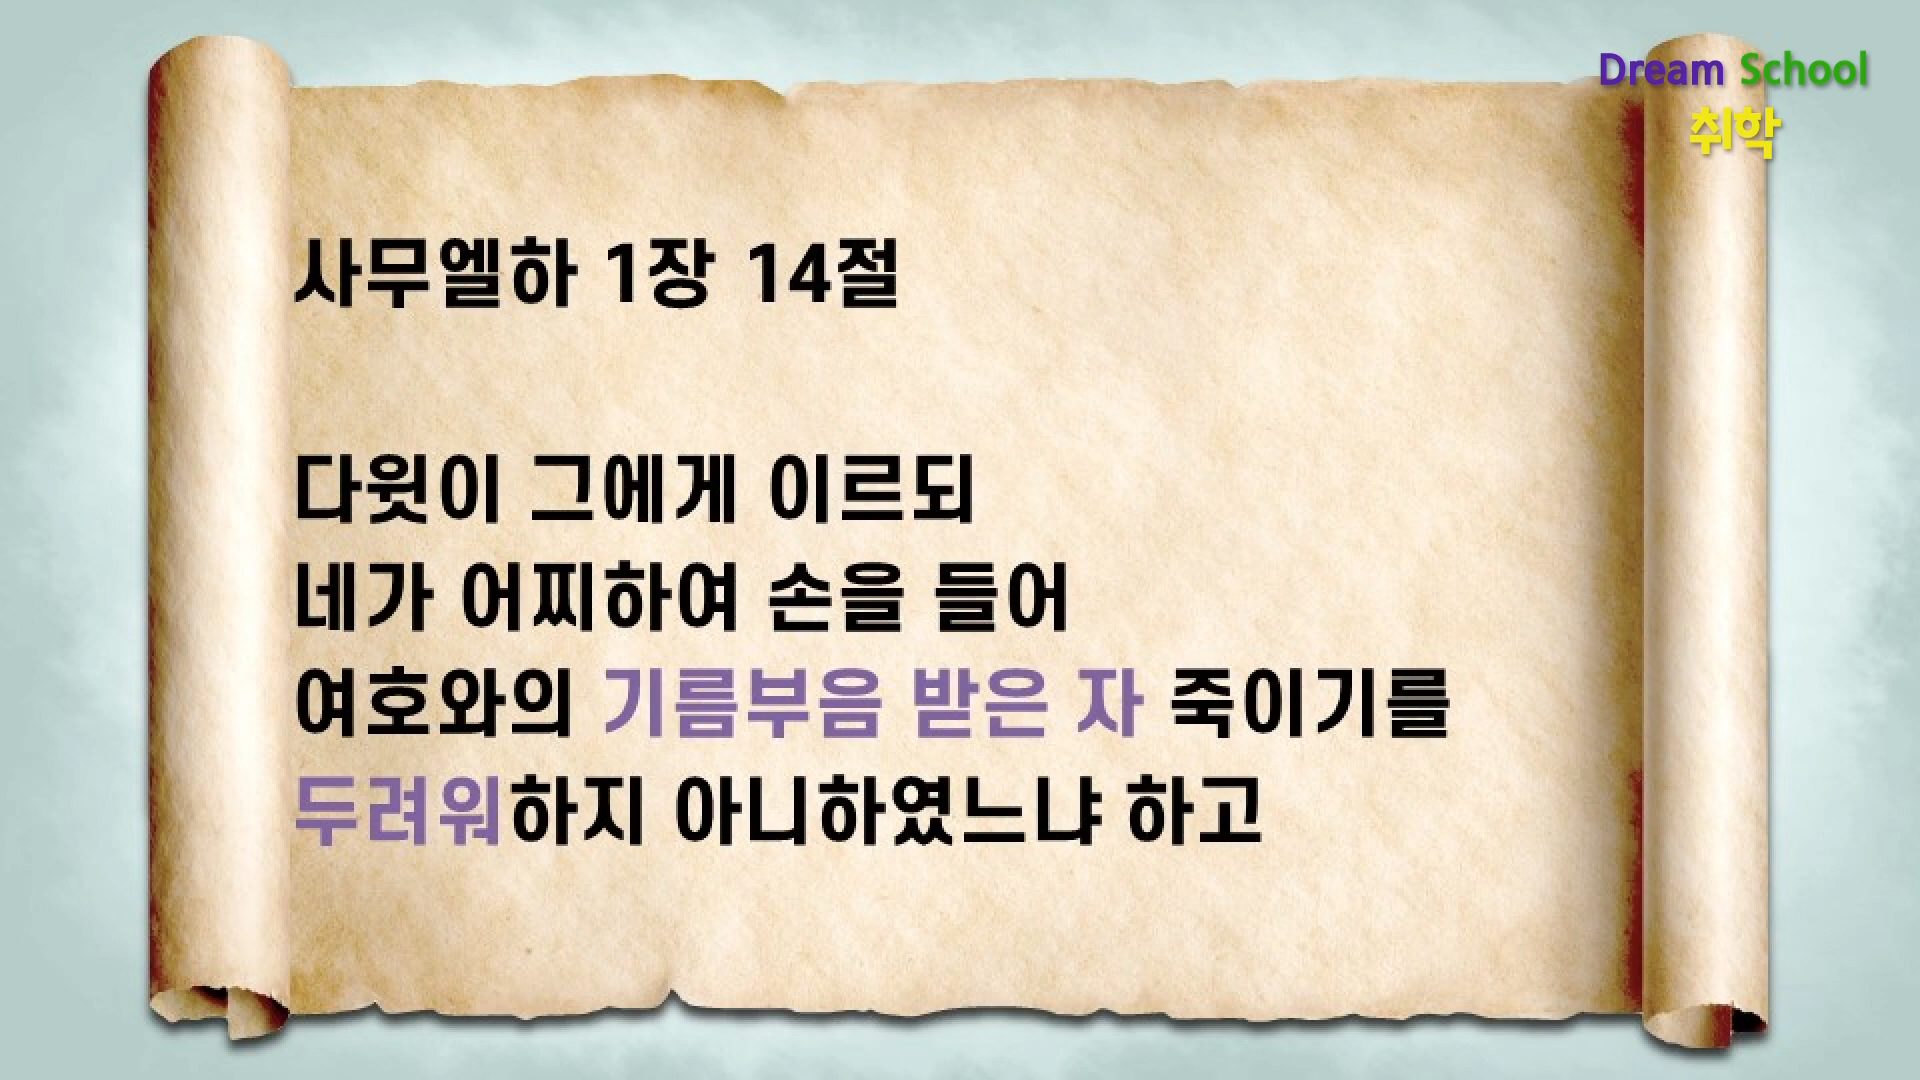 Dream School
취학
사무엘하 1장 14절
다윗이 그에게 이르되
네가 어찌하여 손을 들어
여호와의 기름부음 받은 자 죽이기를
두려워하지 아니하였느냐 하고